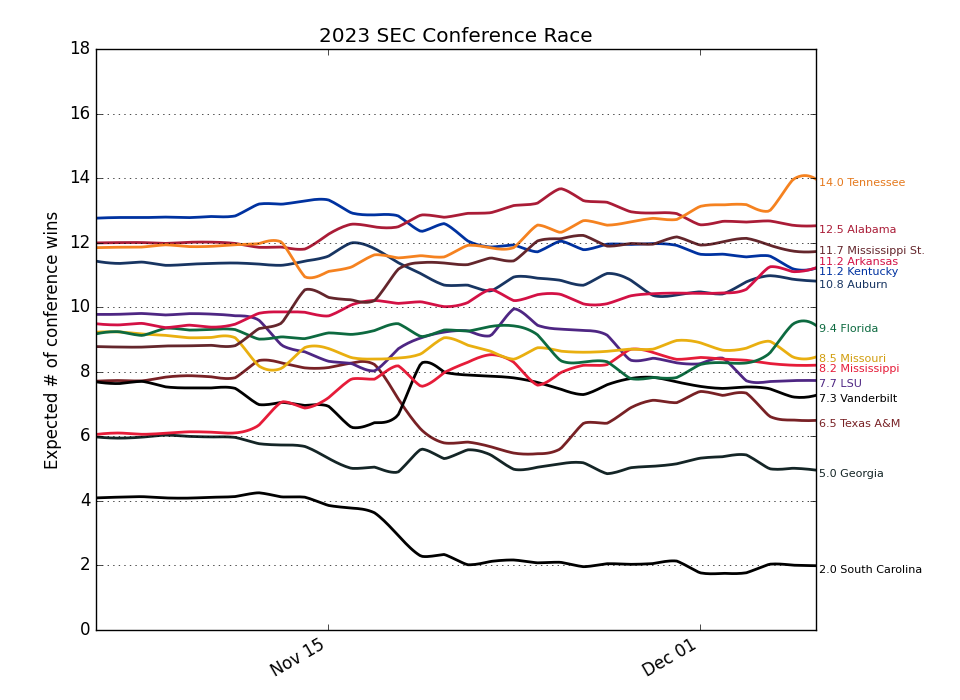 2023 SEC Conference Race
Expected # of conference wins
18
16
14
12
10
8
6
4
2
0
Nov 15
Dec 01
14.0 Tennessee
12.5 Alabama
11.7 Mississippi St.
11.2 Arkansas
11.2 Kentucky
10.8 Auburn
9.4 Florida
8.5 Missouri
8.2 Mississippi
7.7 LSU
7.3 Vanderbilt
6.5 Texas A&M
5.0 Georgia
2.0 South Carolina